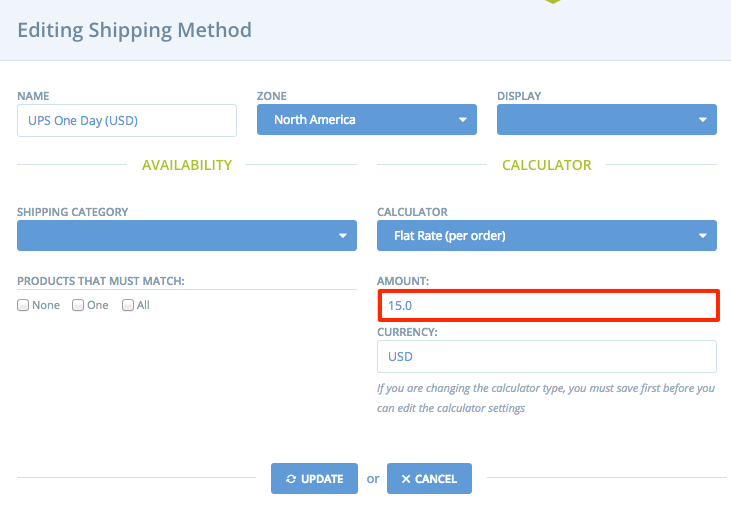 Editing Shipping Method
NAME
ZONE
DISPLAY
UPS One Day (USD)
North America
AVAILABILITY
CALCULATOR
SHIPPING CATEGORY
CALCULATOR
Flat Rate (per order)
PRODUCTS THAT MUST MATCH:
AMOUNT:
None One All
15.0
CURRENCY:
USD
If you are changing the calculator type, you must save first before you
can edit the calculator settings
UPDATE or CANCEL